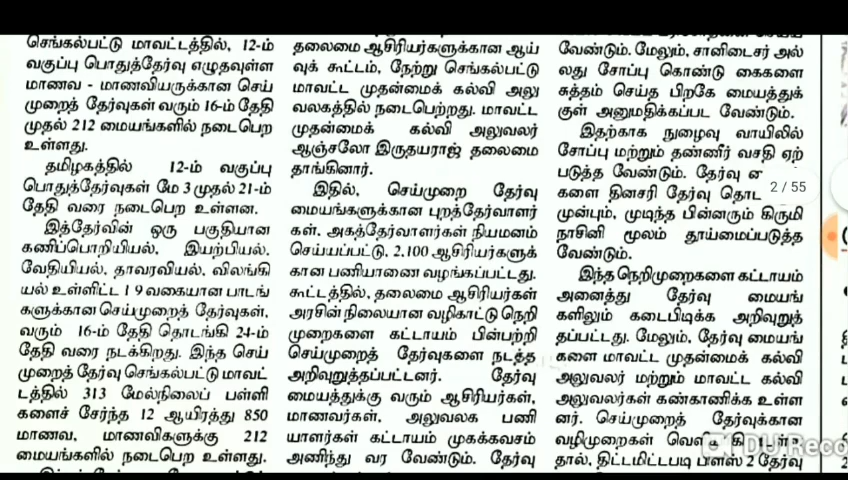 செங்கல்பட்டு மாவட்டத்தில், 12-ம்
வகுப்பு பொதுத்தேர்வு எழுதவுள்ள
மாணவ - மாணவியருக்கான செய்
முறைத் தேர்வுகள் வரும் 16-ம் தேதி
முதல் 212 மையங்களில் நடைபெற
உள்ளது.
தமிழகத்தில் 12-ம் வகுப்பு
பொதுத்தேர்வுகள் மே 3 முதல் 21-ம்
தேதி வரை நடைபெற உள்ளன.
இத்தேர்வின் ஒரு பகுதியான
கணிப்பொறியியல், இயற்பியல்,
வேதியியல், தாவரவியல், விலங்கி
யல் உள்ளிட்ட 19 வகையான பாடங்
களுக்கான செய்முறைத் தேர்வுகள்,
வரும் 16-ம் தேதி தொடங்கி 24-ம்
தேதி வரை நடக்கிறது. இந்த செய்
முறைத் தேர்வு செங்கல்பட்டு மாவட்
டத்தில் 313 மேல்நிலைப் பள்ளி
களைச் சேர்ந்த 12 ஆயிரத்து 850
மாணவ, மாணவிகளுக்கு 212
மையங்களில் நடைபெற உள்ளது.
தலைமை ஆசிரியர்களுக்கான ஆய்
வுக் கூட்டம், நேற்று செங்கல்பட்டு
மாவட்ட முதன்மைக் கல்வி அலு
வலகத்தில் நடைபெற்றது. மாவட்ட
முதன்மைக் கல்வி அலுவலர்
ஆஞ்சலோ இருதயராஜ் தலைமை
தாங்கினார்.
இதில், செய்முறை தேர்வு
மையங்களுக்கான புறத்தேர்வாளர்
கள், அகத்தேர்வாளர்கள் நியமனம்
செய்யப்பட்டு, 2,100 ஆசிரியர்களுக்
கான பணியாணை வழங்கப்பட்டது.
கூட்டத்தில், தலைமை ஆசிரியர்கள்
அரசின் நிலையான வழிகாட்டு நெறி
முறைகளை கட்டாயம் பின்பற்றி
செய்முறைத் தேர்வுகளை நடத்த
அறிவுறுத்தப்பட்டனர். தேர்வு
மையத்துக்கு வரும் ஆசிரியர்கள்,
மாணவர்கள், அலுவலக பணி
யாளர்கள் கட்டாயம் முகக்கவசம்
அணிந்து வர வேண்டும். தேர்வு
வேண்டும். மேலும், சானிடைசர் அல்
லது சோப்பு கொண்டு கைகளை
சுத்தம் செய்த பிறகே மையத்துக்
குள் அனுமதிக்கப்பட வேண்டும்.
இதற்காக நுழைவு வாயிலில்
சோப்பு மற்றும் தண்ணீர் வசதி ஏற்
படுத்த வேண்டும். தேர்வு
களை தினசரி தேர்வு தொட
முன்பும், முடிந்த பின்னரும் கிருமி
நாசினி மூலம் தூய்மைப்படுத்த
வேண்டும்.
இந்த நெறிமுறைகளை கட்டாயம்
அனைத்து தேர்வு மையங்
களிலும் கடைபிடிக்க அறிவுறுத்
தப்பட்டது. மேலும், தேர்வு மையங்
களை மாவட்ட முதன்மைக் கல்வி
அலுவலர் மற்றும் மாவட்ட கல்வி
அலுவலர்கள் கண்காணிக்க உள்ள
னர். செய்முறைத் தேர்வுக்கான
வழிமுறைகள்
தால், திட்டமிட்டபடி பிளஸ் 2 தேர்வு
2 / 55
DU Reco